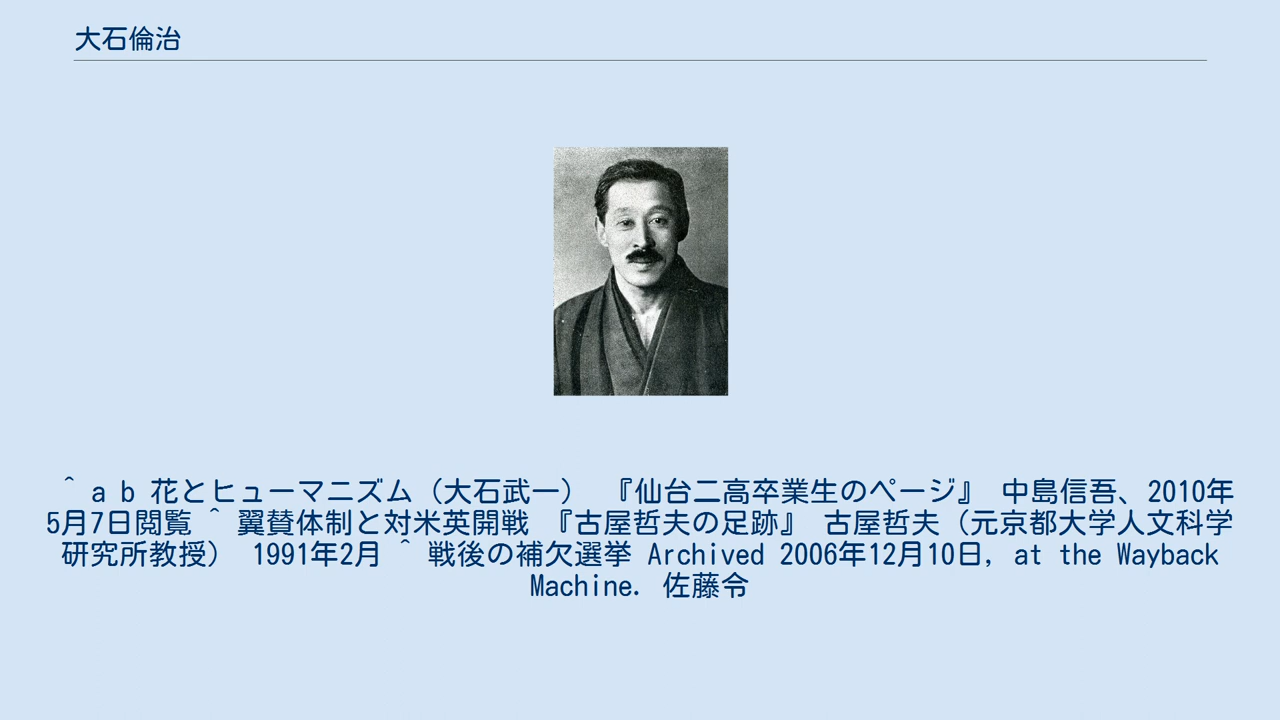 大石倫治
^ a b 花とヒューマニズム（大石武一） 『仙台二高卒業生のページ』 中島信吾、2010年
5月7日閲覧 ^ 翼賛体制と対米英開戦 『古屋哲夫の足跡』 古屋哲夫（元京都大学人文科学
研究所教授） 1991年2月 ^ 戦後の補欠選挙 Archived 2006年12月10日, at the Wayback
Machine. 佐藤令